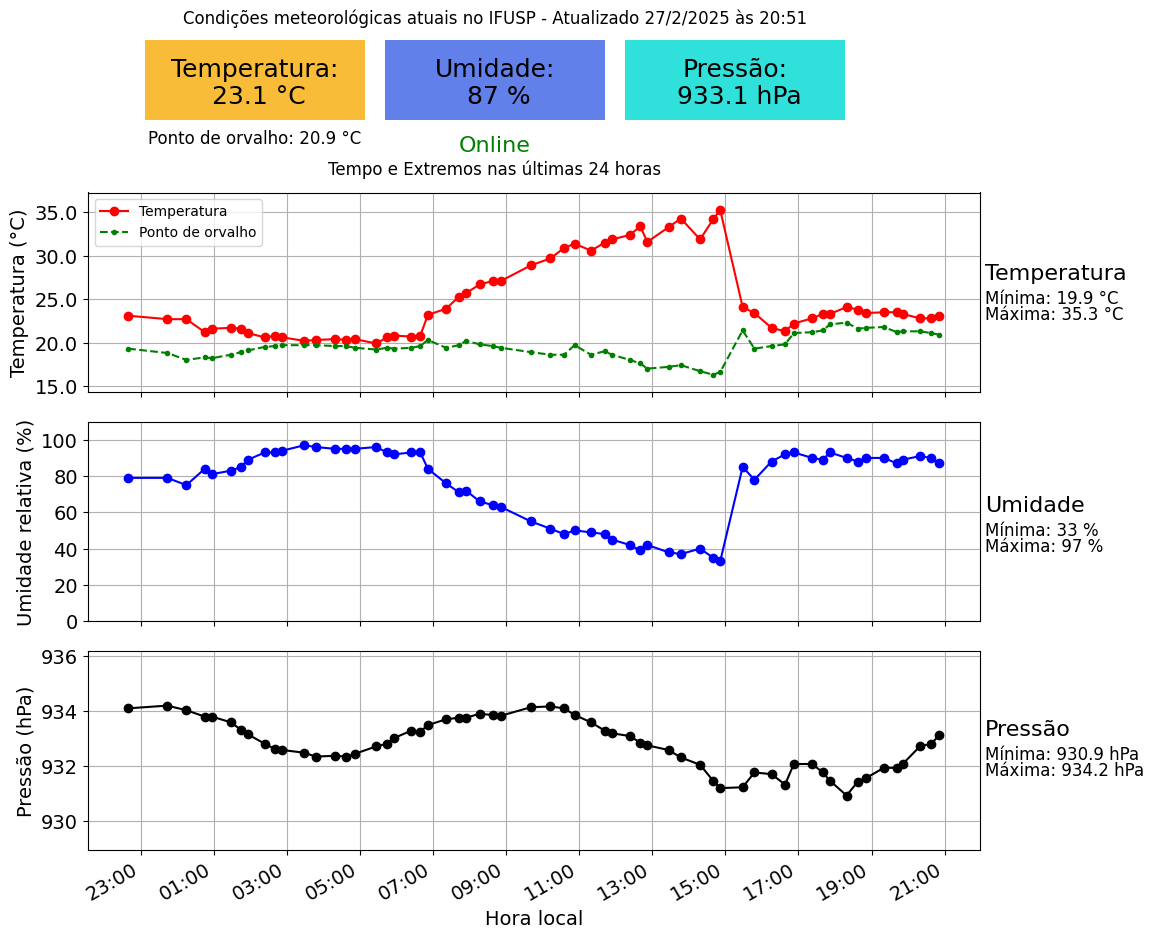 Condições meteorológicas atuais no IFUSP - Atualizado 27/2/2025 às 20:51
Temperatura:
23.1 °C
Umidade:
87 %
Pressão:
933.1 hPa
Ponto de orvalho: 20.9 °C
Online
Tempo e Extremos nas últimas 24 horas
Temperatura (°C)
35.0
30.0
25.0
20.0
15.0
Temperatura
Ponto de orvalho
Temperatura
Mínima: 19.9 °C
Máxima: 35.3 °C
Umidade relativa (%)
100
80
60
40
20
0
Umidade
Mínima: 33 %
Máxima: 97 %
Pressão (hPa)
936
934
932
930
Pressão
Mínima: 930.9 hPa
Máxima: 934.2 hPa
23:00
01:00
03:00
05:00
07:00
09:00
11:00
13:00
15:00
17:00
19:00
21:00
Hora local